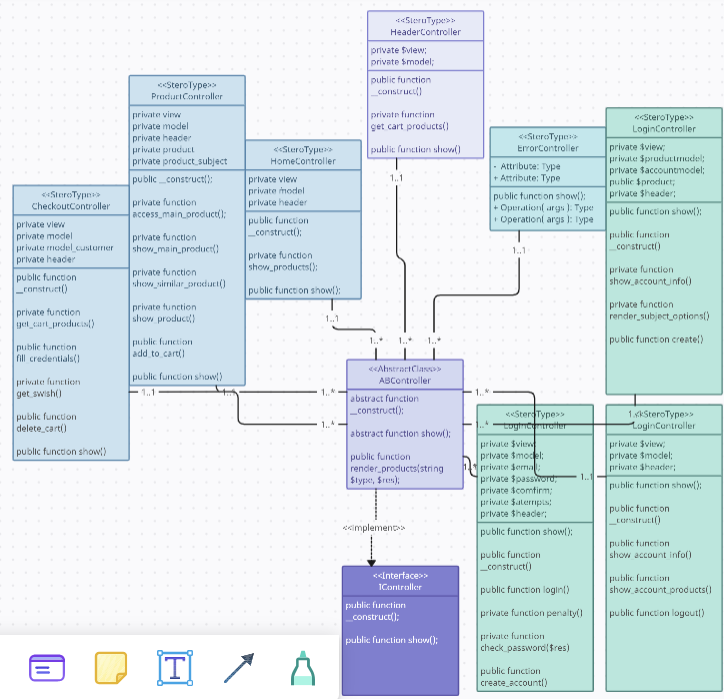 <<SteroType>>
HeaderController
private $view;
private $model;
public function
__construct()
private function
get_cart_products()
public function show()
<<SteroType>>
ProductController
private view
private model
private header
private product
private product_subject
public __construct();
private function
access_main_product();
private function
show_main_product()
private function
show_similar_product()
private function
show_product()
public function
add_to_cart()
public function show()
<<SteroType>>
HomeController
private view
private model
private header
public function
__construct();
private function
show_products();
public function show();
<<SteroType>>
CheckoutController
private view
private model
private model_customer
private header
public function
__construct()
private function
get_cart_products()
public function
fill_credentials()
private function
get_swish()
public function
delete_cart()
public function show()
<<SteroType>>
ErrorController
- Attribute: Type
+ Attribute: Type
public function show();
+ Operation( args ): Type
+ Operation( args ): Type
<<SteroType>>
LoginController
private $view;
private $productmodel;
private $accountmodel;
public $product;
private $header;
public function show();
public function
__construct()
private function
show_account_info()
private function
render_subject_options()
public function create()
1..1
1..1
1..1
1..*
1..*
1..*
<<AbstractClass>>
ABController
abstract function
__construct();
abstract function show();
public function
render_products(string
$type, $res);
1..1
1..1
1..*
1..*
1..*
1..*
1..*
1..1
<<SteroType>>
LoginController
private $view;
private $model;
private $email;
private $password;
private $comfirm;
private $atempts;
private $header;
public function show();
public function
__construct()
public function login()
private function penalty()
private function
check_password($res)
public function
create_account()
<<SteroType>>
LoginController
private $view;
private $model;
private $header;
public function show();
public function
__construct()
public function
show_account_info()
public function
show_account_products()
public function logout()
<<Implement>>
<<Interface>>
IController
public function
__construct();
public function show();
T